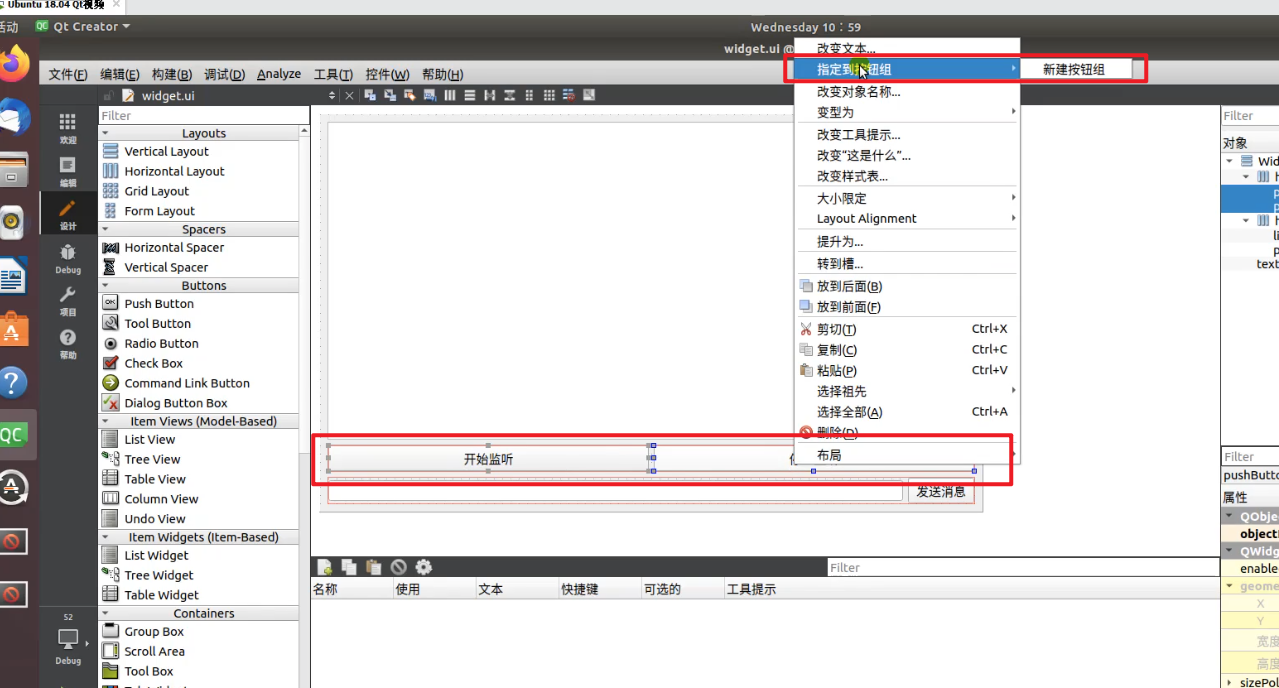 Ubuntu 18.04 Qt视频
活动 Qt Creator Wednesday 10:59
widget.ui
文件(F) 编辑(E) 构建(B) 调试(D) Analyze 工具(T) 控件(W) 帮助(H)
widget.ui
Filter
Layouts
Vertical Layout
Horizontal Layout
Grid Layout
Form Layout
Spacers
Horizontal Spacer
Vertical Spacer
Buttons
Push Button
Tool Button
Radio Button
Check Box
Command Link Button
Dialog Button Box
Item Views (Model-Based)
List View
Tree View
Table View
Column View
Undo View
Item Widgets (Item-Based)
List Widget
Tree Widget
Table Widget
Containers
Group Box
Scroll Area
Tool Box
欢迎
编辑
设计
Debug
项目
帮助
52
Debug
改变文本...
指定到按钮组
新建按钮组
改变对象名称...
变型为
改变工具提示...
改变“这是什么”...
改变样式表...
大小限定
Layout Alignment
提升为...
转到槽...
放到后面(B)
放到前面(F)
剪切(T) Ctrl+X
复制(C) Ctrl+C
粘贴(P) Ctrl+V
选择祖先
选择全部(A) Ctrl+A
删除(D)
布局
开始监听
发送消息
Filter
名称 使用 文本 快捷键 可选的 工具提示
Filter
对象
Wid
text
Filter
pushButto
属性
QObje
object
QWidg
enable
geome
X
Y
宽度
高度
sizePol